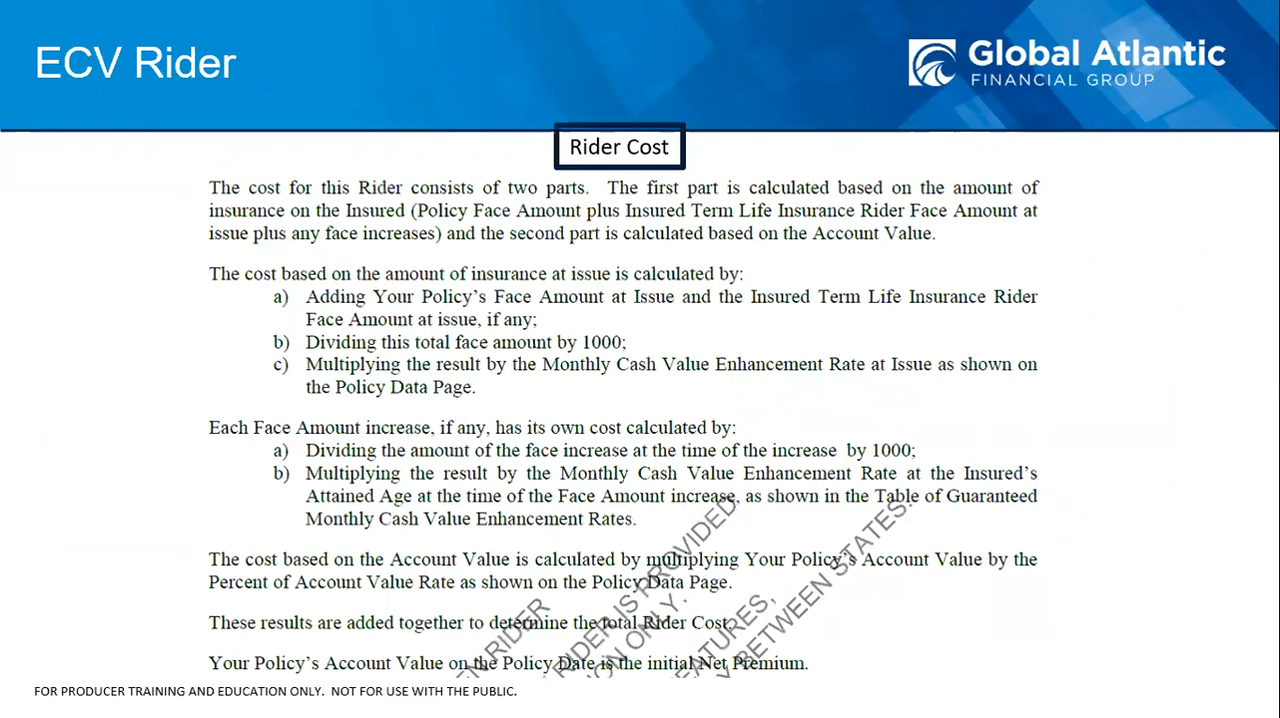 ECV Rider
Global Atlantic
FINANCIAL GROUP
Rider Cost
The cost for this Rider consists of two parts. The first part is calculated based on the amount of
insurance on the Insured (Policy Face Amount plus Insured Term Life Insurance Rider Face Amount at
issue plus any face increases) and the second part is calculated based on the Account Value.
The cost based on the amount of insurance at issue is calculated by:
a) Adding Your Policy's Face Amount at Issue and the Insured Term Life Insurance Rider
Face Amount at issue, if any;
b) Dividing this total face amount by 1000;
c) Multiplying the result by the Monthly Cash Value Enhancement Rate at Issue as shown on
the Policy Data Page.
Each Face Amount increase, if any, has its own cost calculated by:
a) Dividing the amount of the face increase at the time of the increase by 1000;
b) Multiplying the result by the Monthly Cash Value Enhancement Rate at the Insured's
Attained Age at the time of the Face Amount increase, as shown in the Table of Guaranteed
Monthly Cash Value Enhancement Rates.
The cost based on the Account Value is calculated by multiplying Your Policy's Account Value by the
Percent of Account Value Rate as shown on the Policy Data Page.
These results are added together to determine the total Rider Cost.
Your Policy's Account Value on the Policy Date is the initial Net Premium.
RIDER
RIDER IS PROVIDED
ONLY.
BETWEEN STATES.
FOR PRODUCER TRAINING AND EDUCATION ONLY. NOT FOR USE WITH THE PUBLIC.